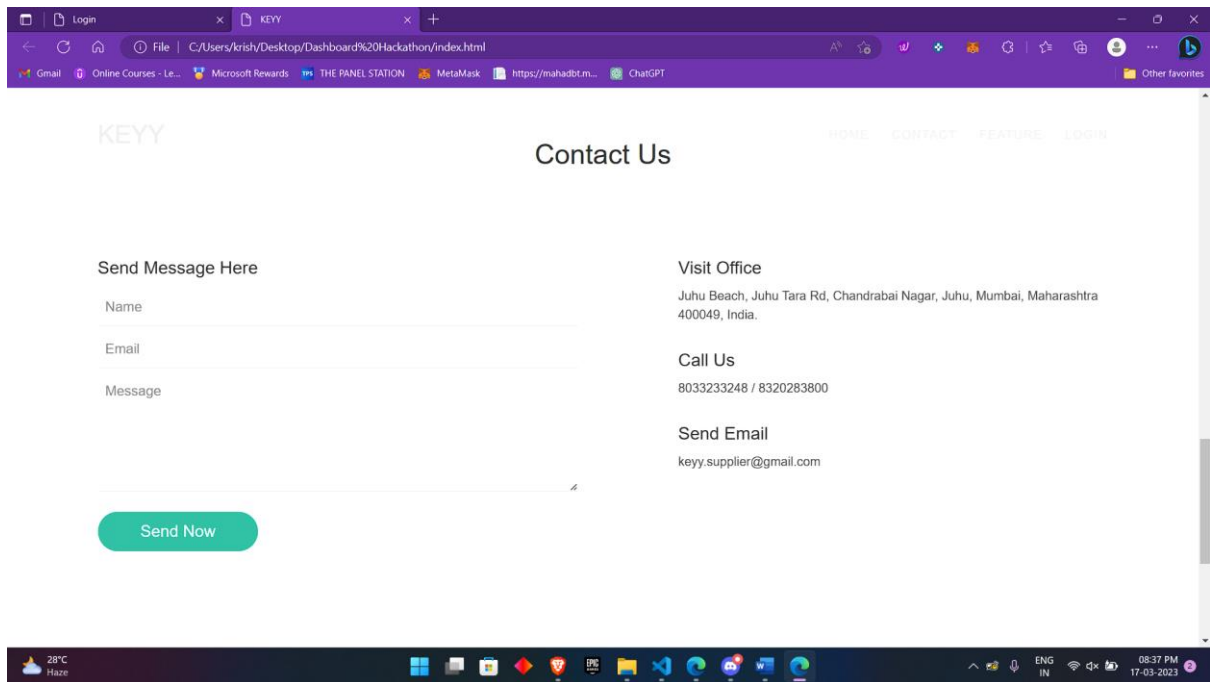 Login
KEYY
File | C:/Users/krish/Desktop/Dashboard%20Hackathon/index.html
Gmail Online Courses - Le... Microsoft Rewards TPS THE PANEL STATION MetaMask https://mahadbt.m... ChatGPT Other favorites
KEYY HOME CONTACT FEATURE LOGIN
Contact Us
Send Message Here
Name
Email
Message
Send Now
Visit Office
Juhu Beach, Juhu Tara Rd, Chandrabai Nagar, Juhu, Mumbai, Maharashtra
400049, India.
Call Us
8033233248 / 8320283800
Send Email
keyy.supplier@gmail.com
28°C
Haze
EPIC
ENG
IN
08:37 PM
17-03-2023
2